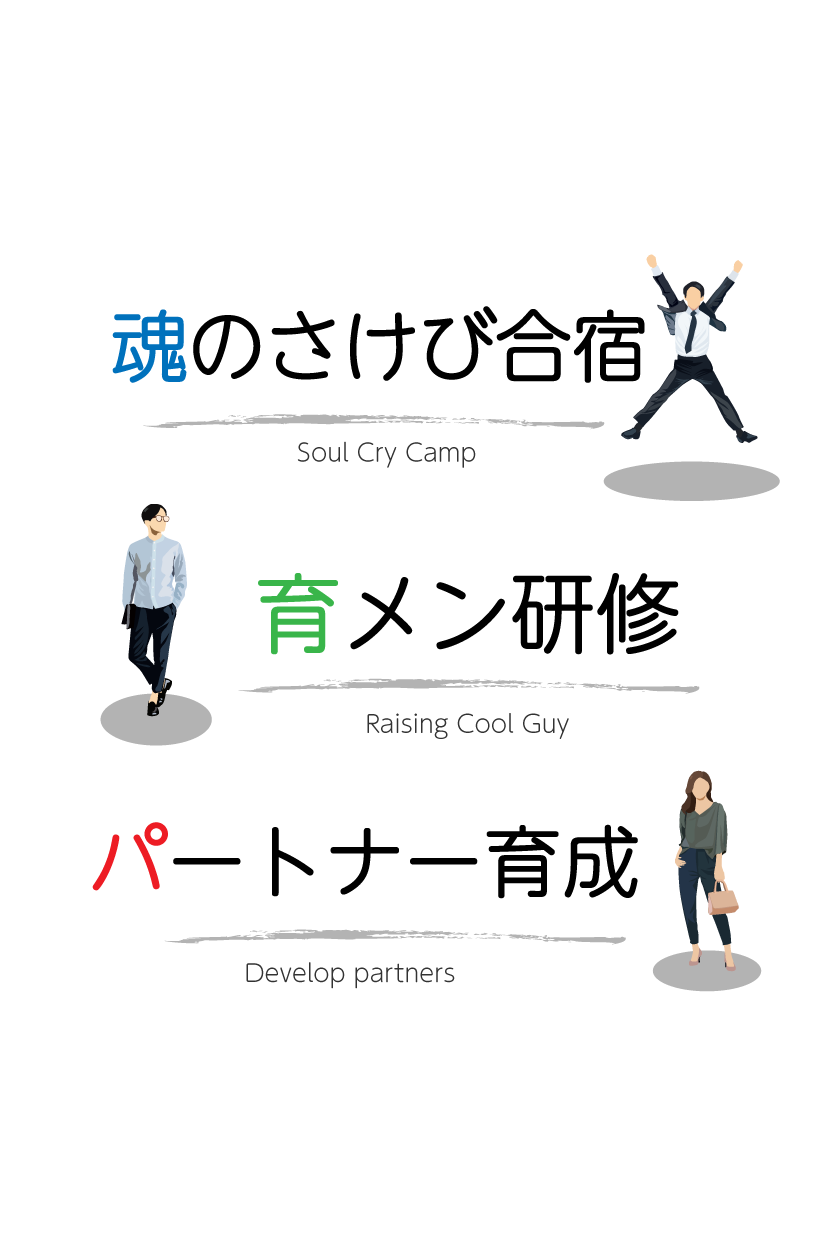 魂のさけび合宿
Soul Cry Camp
育メン研修
Raising Cool Guy
パートナー育成
Develop partners